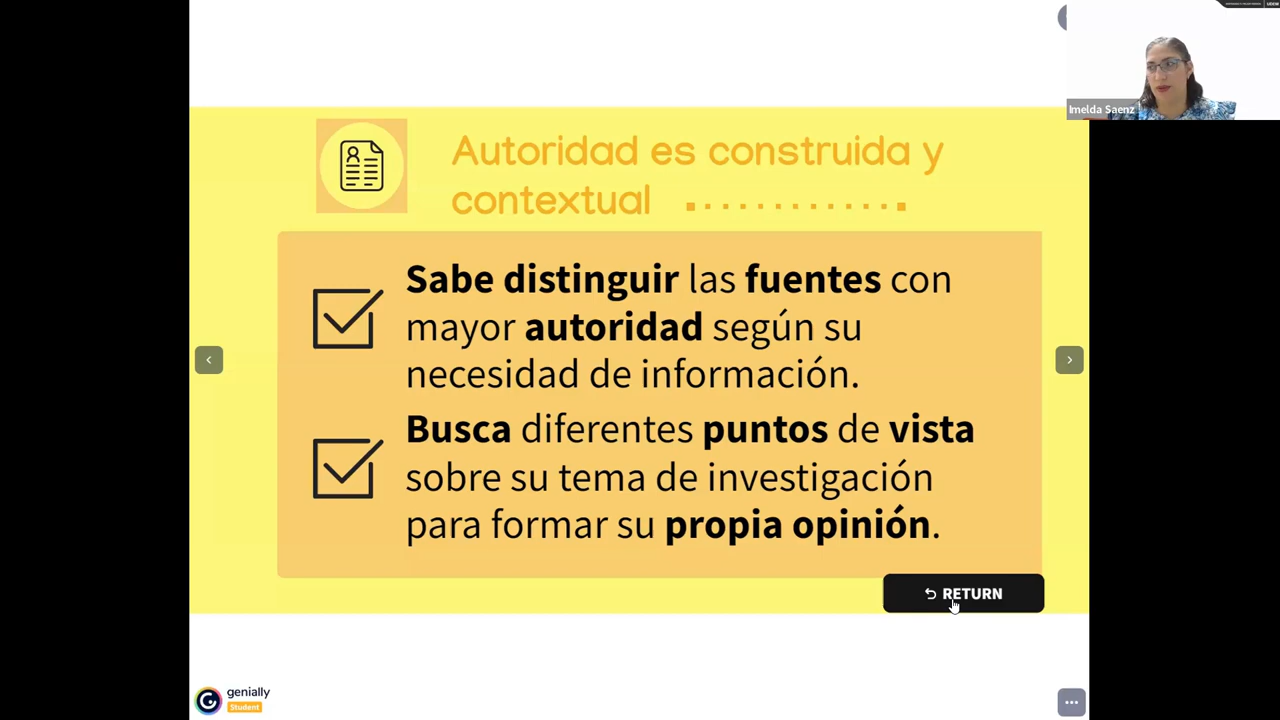 Imelda Saenz
Autoridad es construida y
contextual
Sabe distinguir las fuentes con
mayor autoridad según su
necesidad de información.
Busca diferentes puntos de vista
sobre su tema de investigación
para formar su propia opinión.
RETURN
genially
Student